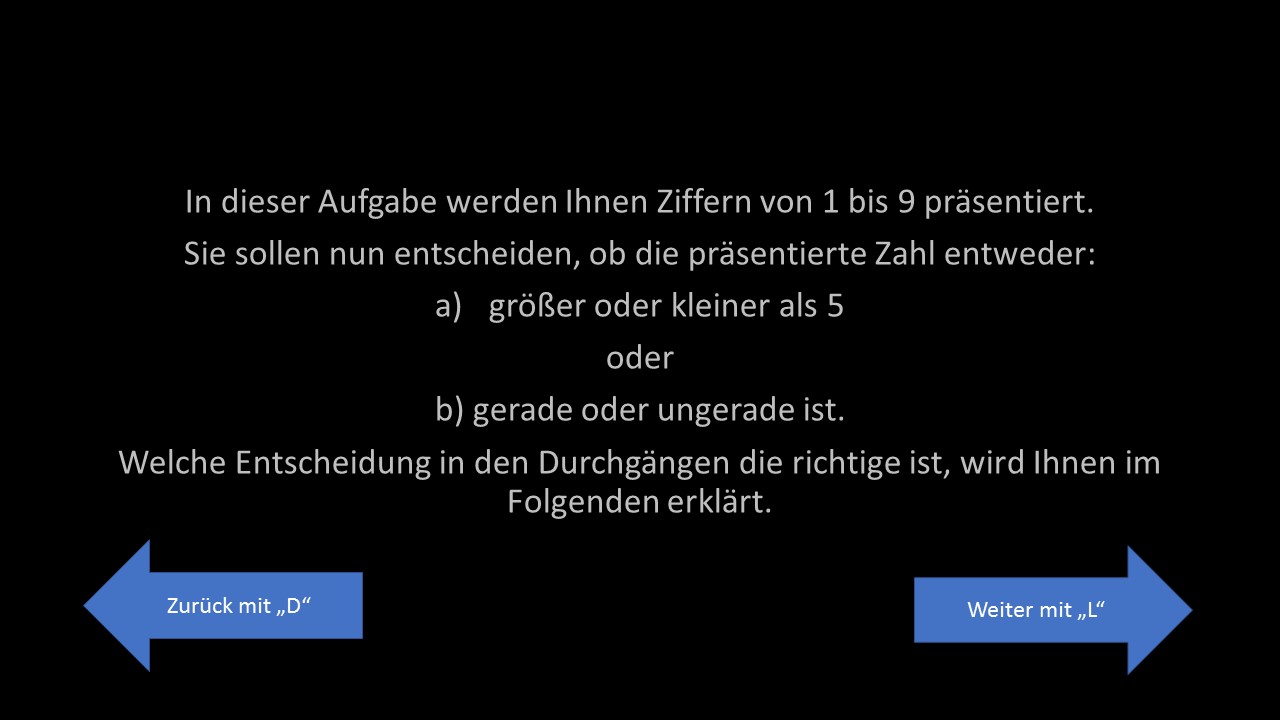 In dieser Aufgabe werden Ihnen Ziffern von 1 bis 9 präsentiert.
Sie sollen nun entscheiden, ob die präsentierte Zahl entweder:
a) größer oder kleiner als 5
oder
b) gerade oder ungerade ist.
Welche Entscheidung in den Durchgängen die richtige ist, wird Ihnen im
Folgenden erklärt.
Zurück mit „D“
Weiter mit „L“